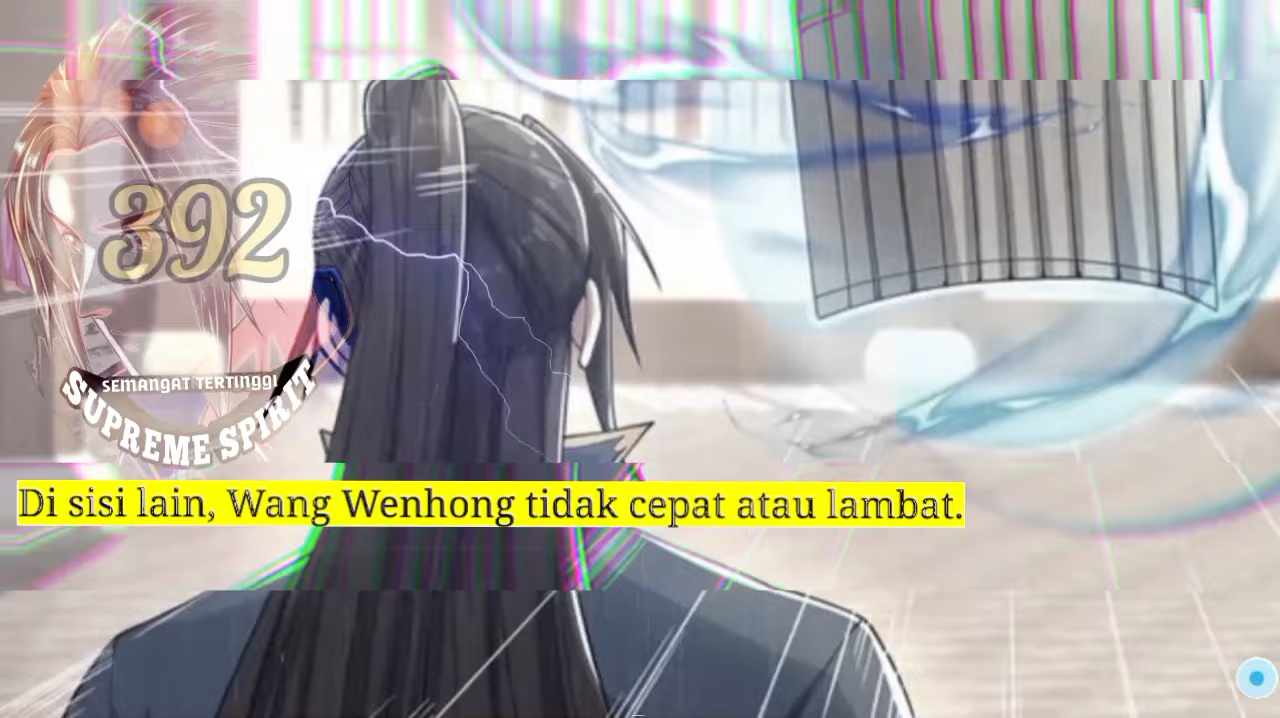 392
SEMANGAT TERTINGGI
SUPREME SPIRIT
Di sisi lain, Wang Wenhong tidak cepat atau lambat.